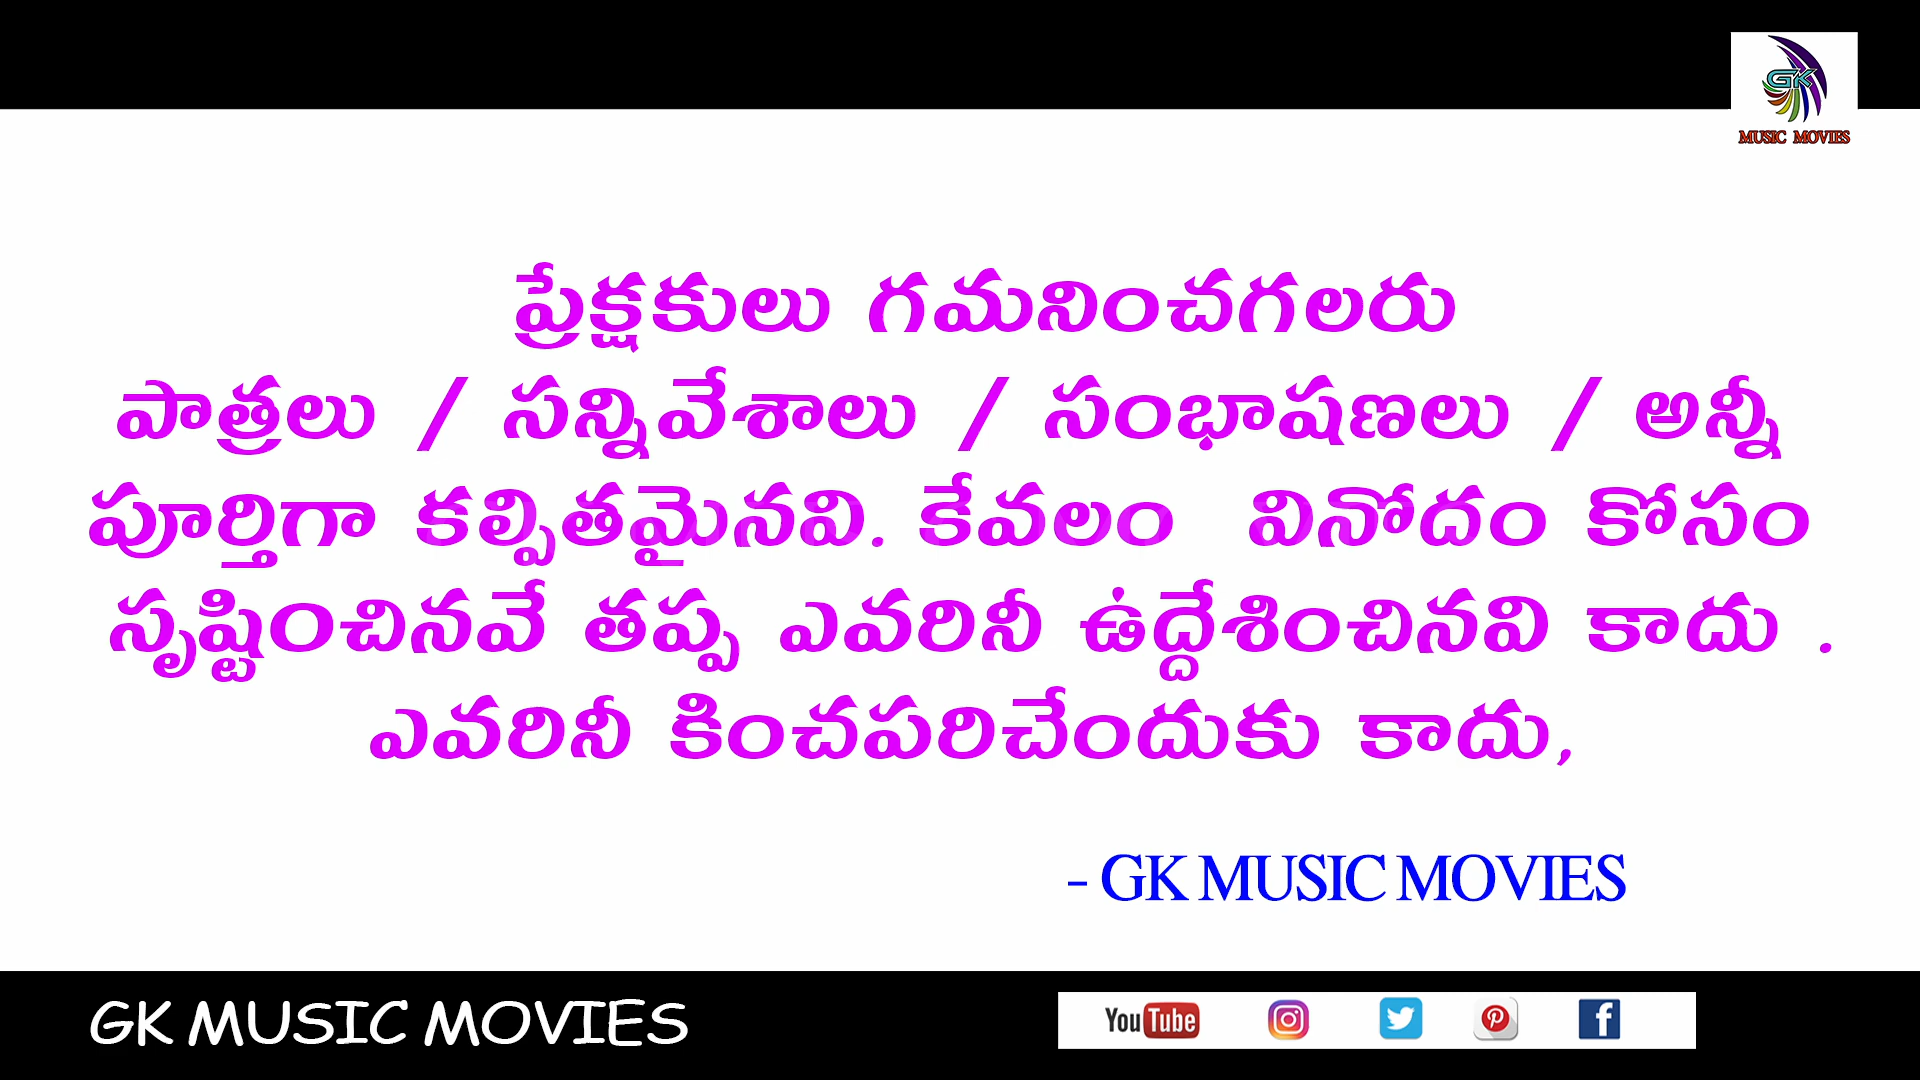 GK
MUSIC MOVIES
ప్రేక్షకులు గమనించగలరు
పాత్రలు / సన్నివేశాలు / సంభాషణలు / అన్నీ
పూర్తిగా కల్పితమైనవి. కేవలం వినోదం కోసం
సృష్టించినవే తప్ప ఎవరినీ ఉద్దేశించినవి కాదు .
ఎవరినీ కించపరిచేందుకు కాదు,
- GK MUSIC MOVIES
GK MUSIC MOVIES
YouTube